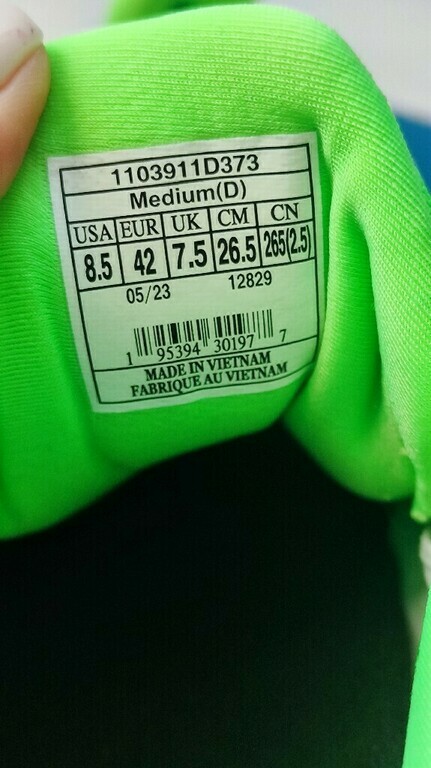 1103911D373
Medium(D)
USA EUR UK CM CN
8.5 42 7.5 26.5 265(2.5)
05/23 12829
1 95394 30197 7
MADE IN VIETNAM
FABRIQUE AU VIETNAM